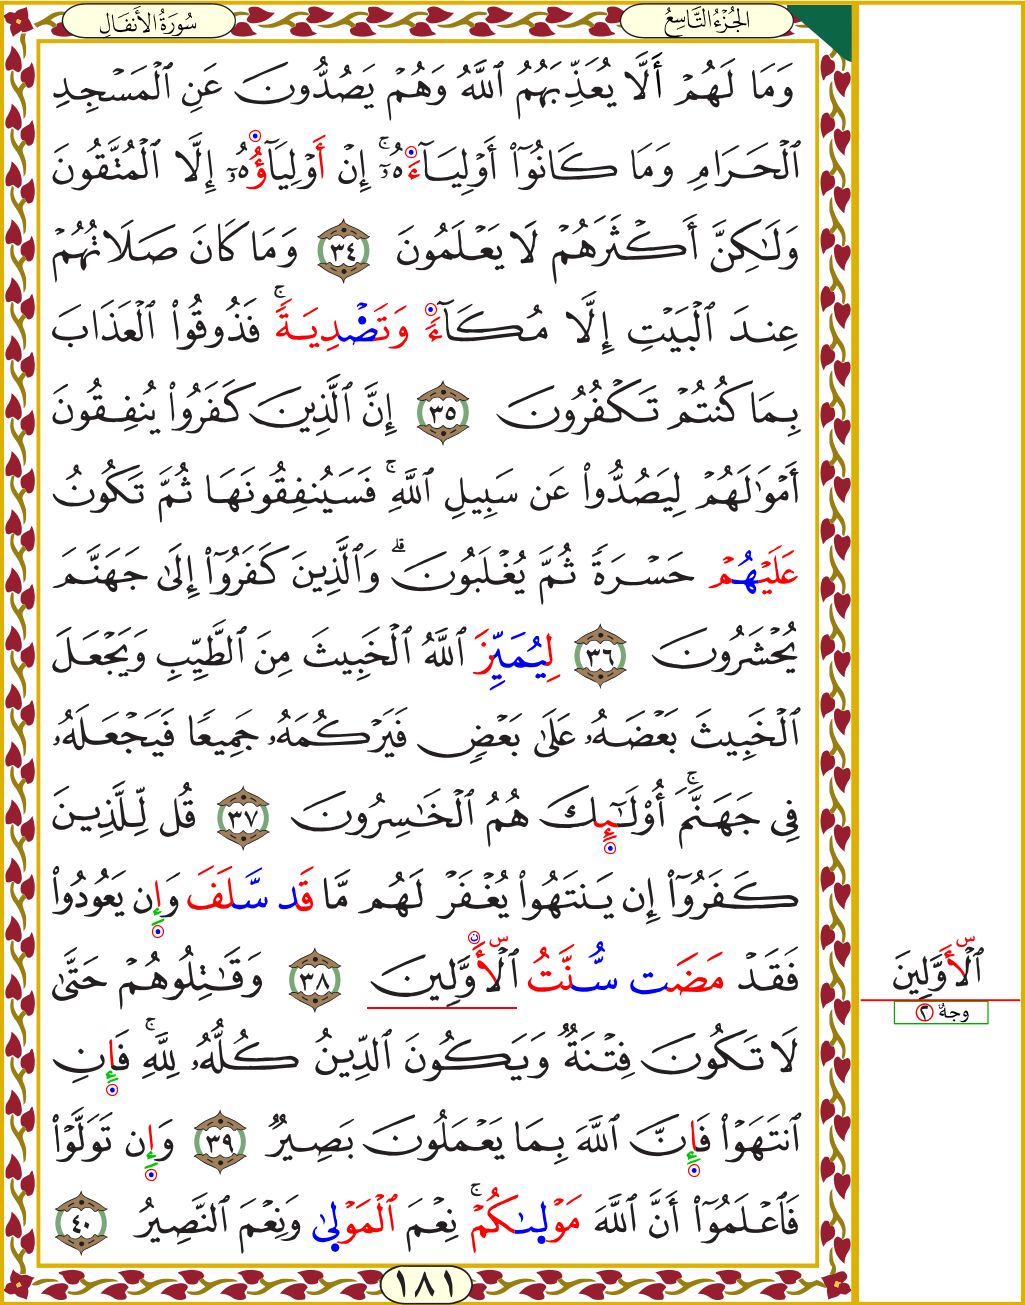 الجُزْءُ التَّاسِعُ
سُورَةُ الأَنفَالِ
وَمَا لَهُمْ أَلَّا يُعَذِّبَهُمُ ٱللَّهُ وَهُمْ يَصُدُّونَ عَنِ ٱلْمَسْجِدِ
ٱلْحَرَامِ وَمَا كَانُوٓاْ أَوْلِيَآءَهُۥٓۚ إِنْ أَوْلِيَآؤُهُۥٓ إِلَّا ٱلْمُتَّقُونَ
وَلَٰكِنَّ أَكْثَرَهُمْ لَا يَعْلَمُونَ ٣٤ وَمَا كَانَ صَلَاتُهُمْ
عِندَ ٱلْبَيْتِ إِلَّا مُكَآءً وَتَصْدِيَةًۚ فَذُوقُواْ ٱلْعَذَابَ
بِمَا كُنتُمْ تَكْفُرُونَ ٣٥ إِنَّ ٱلَّذِينَ كَفَرُواْ يُنفِقُونَ
أَمْوَٰلَهُمْ لِيَصُدُّواْ عَن سَبِيلِ ٱللَّهِۚ فَسَيُنفِقُونَهَا ثُمَّ تَكُونُ
عَلَيْهُمْ حَسْرَةً ثُمَّ يُغْلَبُونَۗ وَٱلَّذِينَ كَفَرُوٓاْ إِلَىٰ جَهَنَّمَ
يُحْشَرُونَ ٣٦ لِيُمَيِّزَ ٱللَّهُ ٱلْخَبِيثَ مِنَ ٱلطَّيِّبِ وَيَجْعَلَ
ٱلْخَبِيثَ بَعْضَهُۥ عَلَىٰ بَعْضٍ فَيَرْكُمَهُۥ جَمِيعًا فَيَجْعَلَهُۥ
فِي جَهَنَّمَۚ أُوْلَٰٓئِكَ هُمُ ٱلْخَٰسِرُونَ ٣٧ قُل لِّلَّذِينَ
كَفَرُوٓاْ إِن يَنتَهُواْ يُغْفَرْ لَهُم مَّا قَد سَّلَفَ وَإِن يَعُودُواْ
فَقَدْ مَضَت سُّنَّتُ ٱلْأَوَّلِينَ ٣٨ وَقَٰتِلُوهُمْ حَتَّىٰ
لَا تَكُونَ فِتْنَةٌ وَيَكُونَ ٱلدِّينُ كُلُّهُۥ لِلَّهِۚ فَإِنِ
ٱنتَهَوْاْ فَإِنَّ ٱللَّهَ بِمَا يَعْمَلُونَ بَصِيرٌ ٣٩ وَإِن تَوَلَّوْاْ
فَٱعْلَمُوٓاْ أَنَّ ٱللَّهَ مَوْلَىٰكُمْۚ نِعْمَ ٱلْمَوْلَىٰ وَنِعْمَ ٱلنَّصِيرُ ٤٠
ٱلْأَوَّلِينَ
وجهٌ ٢
١٨١